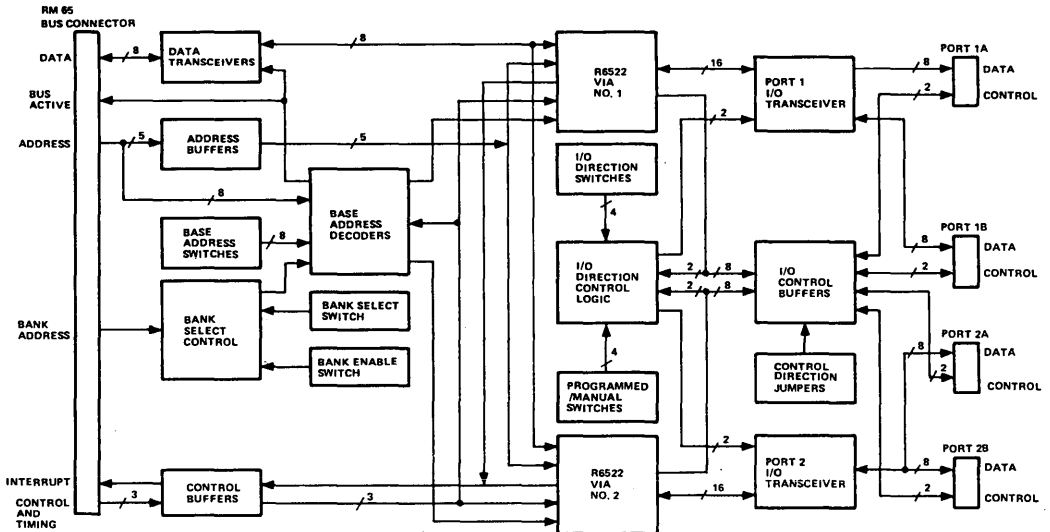 RM 65
BUS CONNECTOR
DATA
8
DATA
TRANSCEIVERS
8
BUS
ACTIVE
ADDRESS
5
ADDRESS
BUFFERS
5
8
BASE
ADDRESS
SWITCHES
8
BASE
ADDRESS
DECODERS
BANK
ADDRESS
BANK
SELECT
CONTROL
BANK SELECT
SWITCH
BANK ENABLE
SWITCH
INTERRUPT
CONTROL
AND
TIMING
3
CONTROL
BUFFERS
3
R6522
VIA
NO. 1
16
2
PORT 1
I/O
TRANSCEIVER
8
2
PORT 1A
DATA
CONTROL
I/O
DIRECTION
SWITCHES
4
I/O
DIRECTION
CONTROL
LOGIC
2
8
2
8
4
PROGRAMMED
/MANUAL
SWITCHES
I/O
CONTROL
BUFFERS
CONTROL
DIRECTION
JUMPERS
PORT 1B
8
DATA
2
CONTROL
PORT 2A
8
DATA
2
CONTROL
R6522
VIA
NO. 2
2
16
PORT 2
I/O
TRANSCEIVER
PORT 2B
8
DATA
2
CONTROL